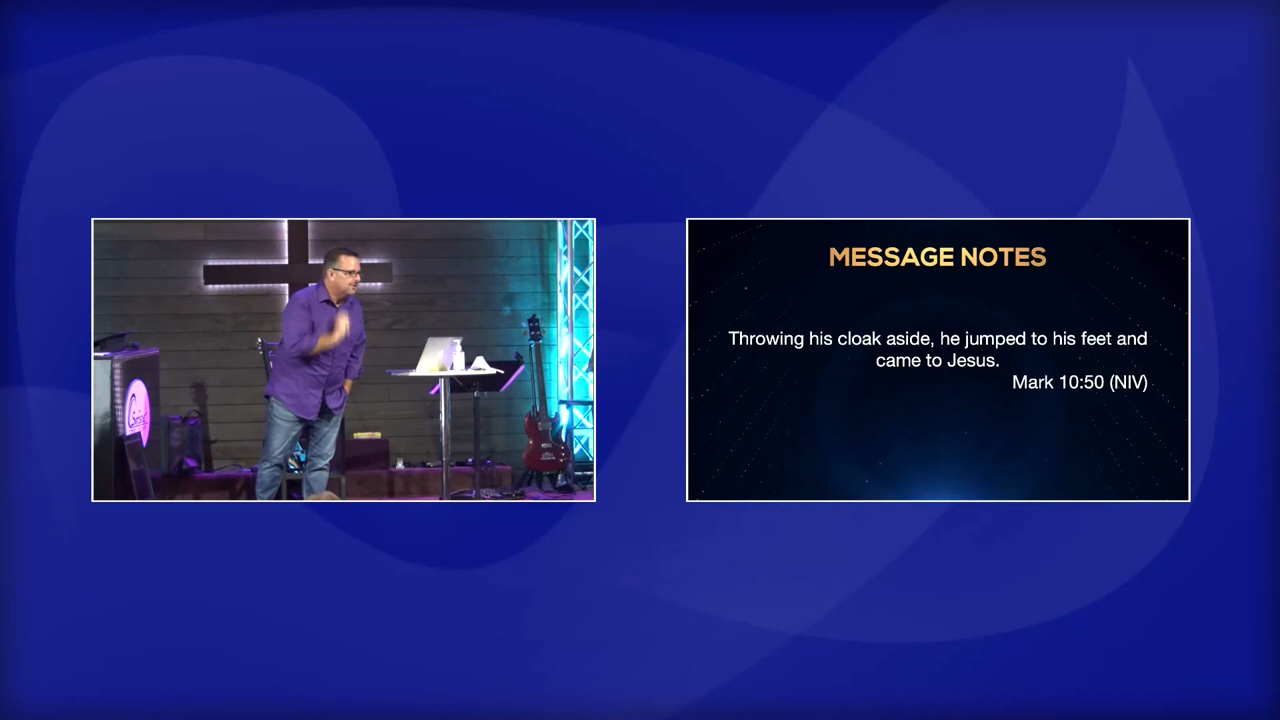 MESSAGE NOTES
Throwing his cloak aside, he jumped to his feet and
came to Jesus.
Mark 10:50 (NIV)